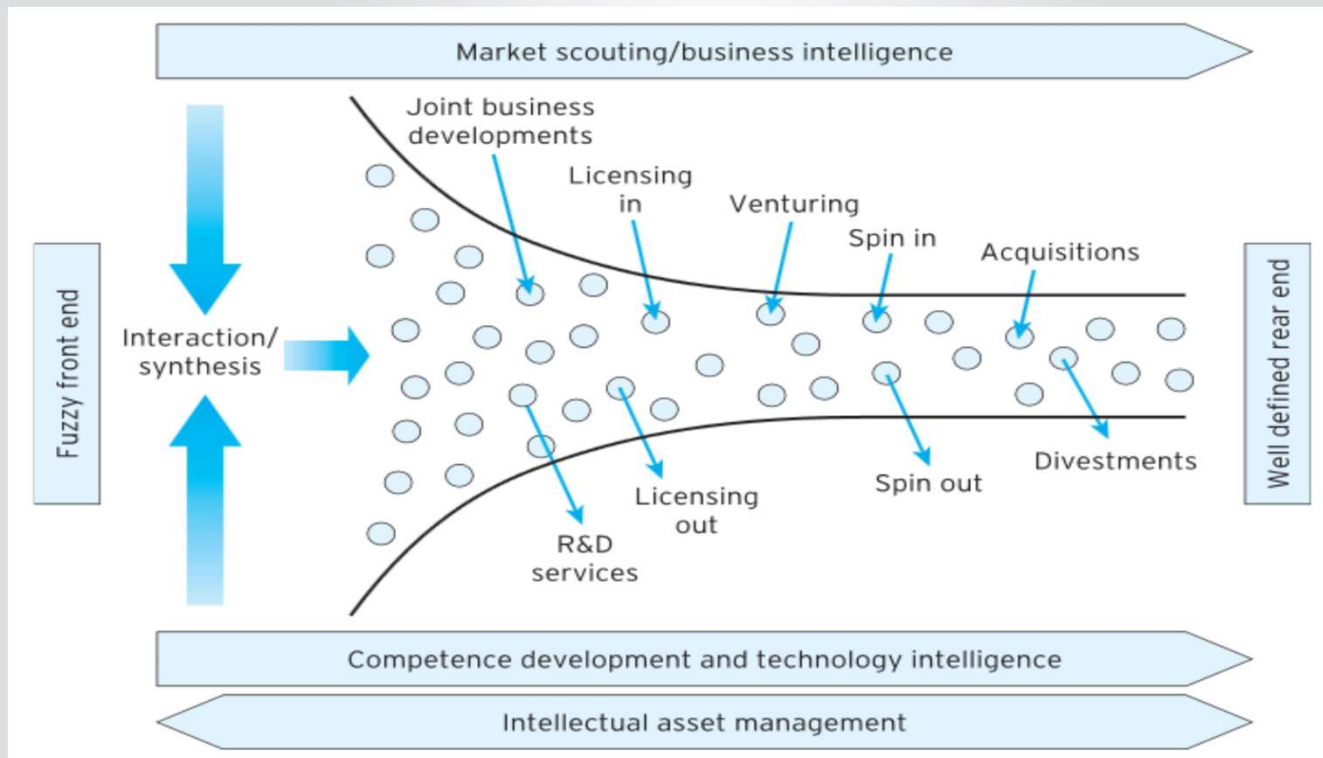 Market scouting/business intelligence
Joint business
developments
Licensing
in
Venturing
Spin in
Acquisitions
Fuzzy front end
Interaction/
synthesis
Well defined rear end
Divestments
Spin out
Licensing
out
R&D
services
Competence development and technology intelligence
Intellectual asset management